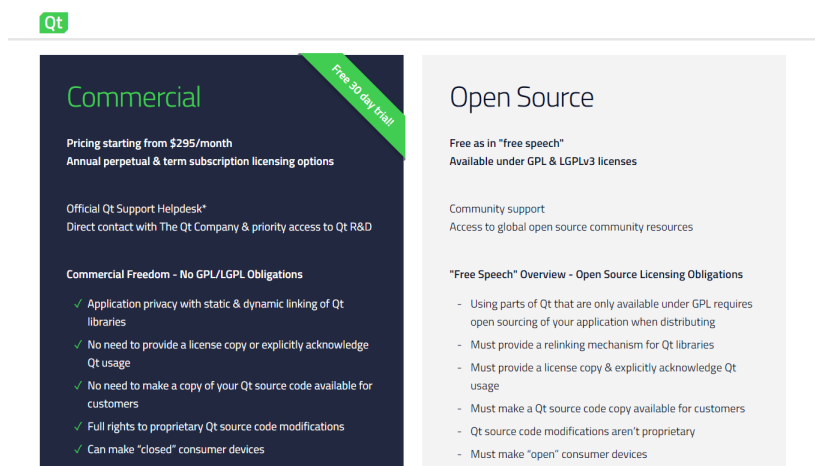 Qt
Commercial
Free 30 day trial!
Pricing starting from $295/month
Annual perpetual & term subscription licensing options
Official Qt Support Helpdesk*
Direct contact with The Qt Company & priority access to Qt R&D
Commercial Freedom - No GPL/LGPL Obligations
✓ Application privacy with static & dynamic linking of Qt
libraries
✓ No need to provide a license copy or explicitly acknowledge
Qt usage
✓ No need to make a copy of your Qt source code available for
customers
✓ Full rights to proprietary Qt source code modifications
✓ Can make “closed” consumer devices
Open Source
Free as in "free speech"
Available under GPL & LGPLv3 licenses
Community support
Access to global open source community resources
"Free Speech" Overview - Open Source Licensing Obligations
- Using parts of Qt that are only available under GPL requires
open sourcing of your application when distributing
- Must provide a relinking mechanism for Qt libraries
- Must provide a license copy & explicitly acknowledge Qt
usage
- Must make a Qt source code copy available for customers
- Qt source code modifications aren’t proprietary
- Must make “open” consumer devices